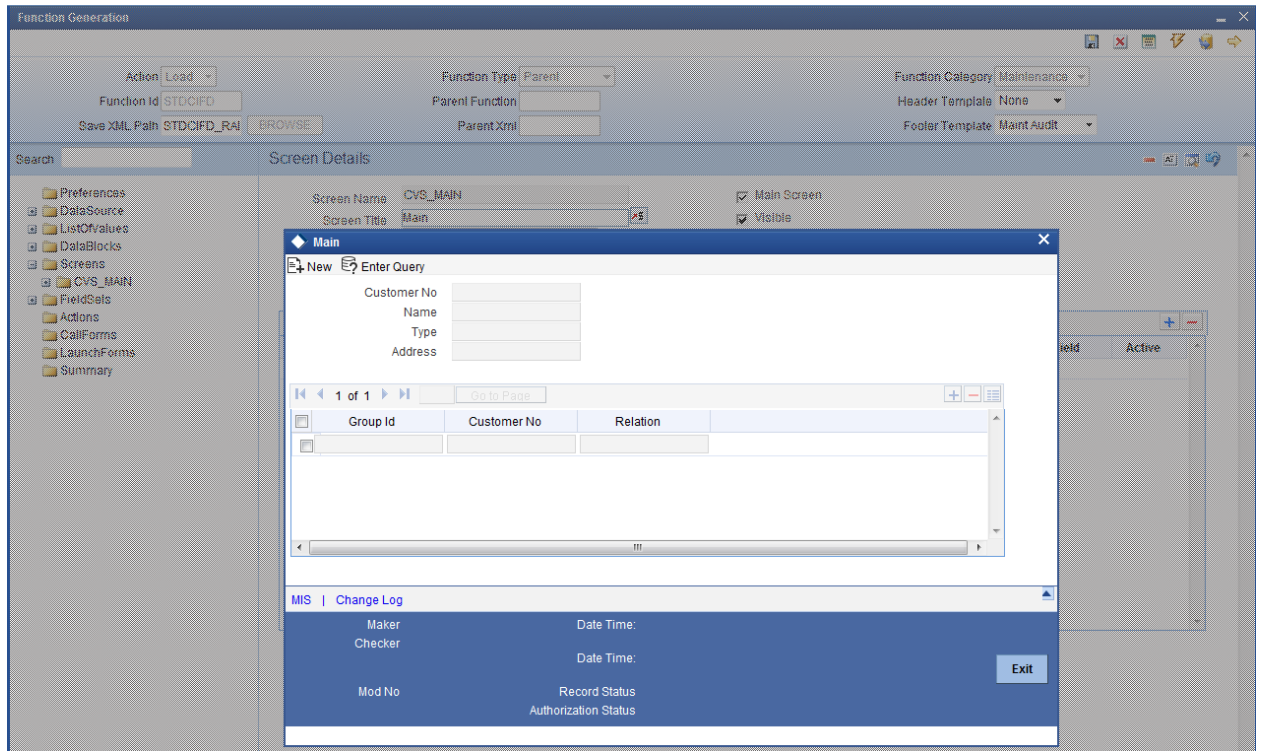 Function Generation
Action Load Function Type Parent Function Category Maintenance
Function Id STDCIFD Parent Function Header Template None
Save XML Path STDCIFD_RAI BROWSE Parent Xml Footer Template Maint Audit
Search Screen Details
Preferences
DataSource
ListOfValues
DataBlocks
Screens
CVS_MAIN
FieldSets
Actions
CallForms
LaunchForms
Summary
Screen Name CVS_MAIN Main Screen
Screen Title Main Visible
Main
New Enter Query
Customer No
Name
Type
Address
ield Active
1 of 1 Go to Page
Group Id Customer No Relation
MIS | Change Log
Maker Date Time:
Checker
Date Time:
Exit
Mod No Record Status
Authorization Status